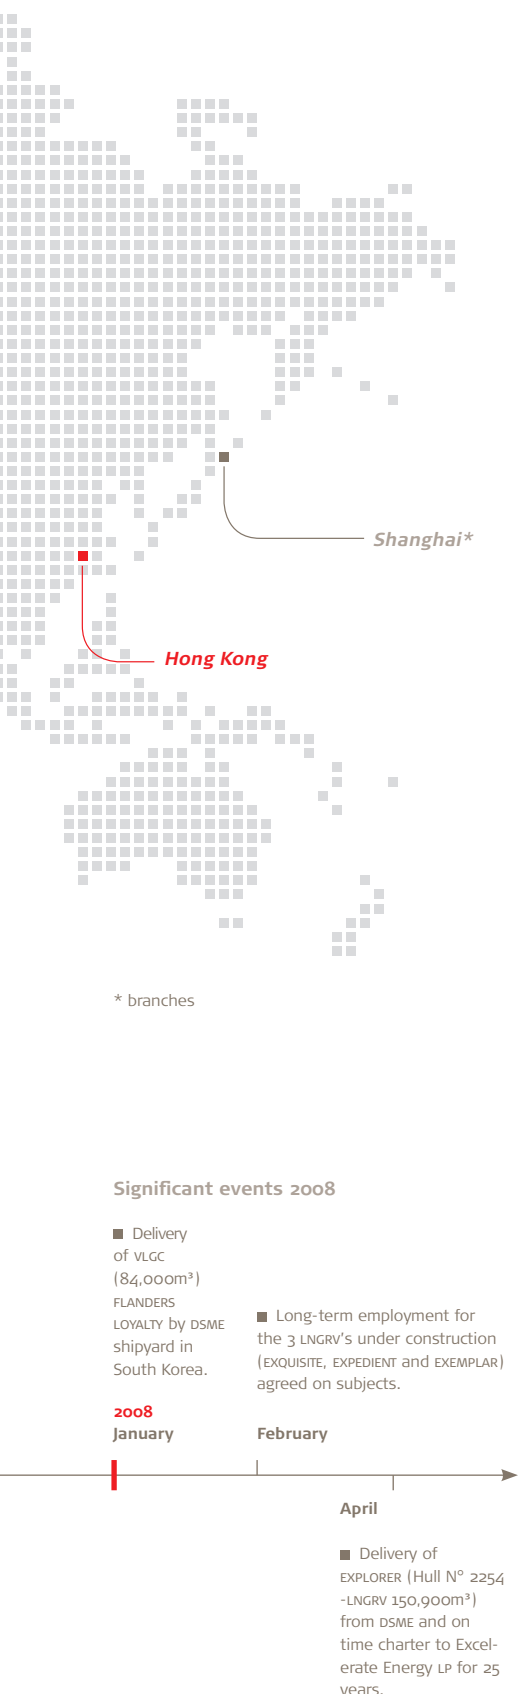 Shanghai*
Hong Kong
* branches
Significant events 2008
Delivery
of VLGC
(84,000m³)
FLANDERS
LOYALTY by DSME
shipyard in
South Korea.
Long-term employment for
the 3 LNGRV's under construction
(EXQUISITE, EXPEDIENT and EXEMPLAR)
agreed on subjects.
2008
January
February
April
Delivery of
EXPLORER (Hull N° 2254
-LNGRV 150,900m³)
from DSME and on
time charter to Excel-
erate Energy LP for 25
years.